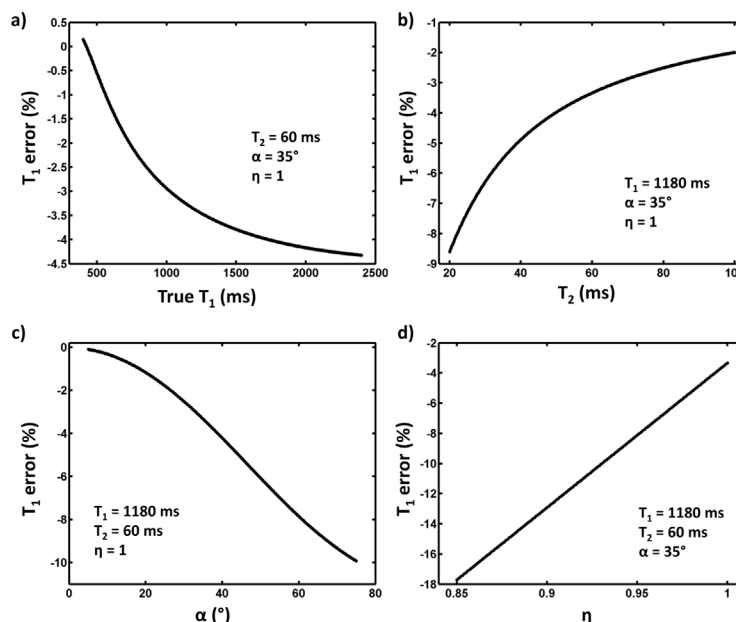 a)
0.5
0
-0.5
-1
-1.5
-2
-2.5
-3
-3.5
-4
-4.5
T1 error (%)
T2 = 60 ms
α = 35°
η = 1
500
1000
1500
2000
2500
True T1 (ms)
b)
-1
-2
-3
-4
-5
-6
-7
-8
-9
T1 error (%)
T1 = 1180 ms
α = 35°
η = 1
20
40
60
80
100
T2 (ms)
c)
0
-2
-4
-6
-8
-10
T1 error (%)
T1 = 1180 ms
T2 = 60 ms
η = 1
0
20
40
60
80
α (°)
d)
-2
-4
-6
-8
-10
-12
-14
-16
-18
T1 error (%)
T1 = 1180 ms
T2 = 60 ms
α = 35°
0.85
0.9
0.95
1
η